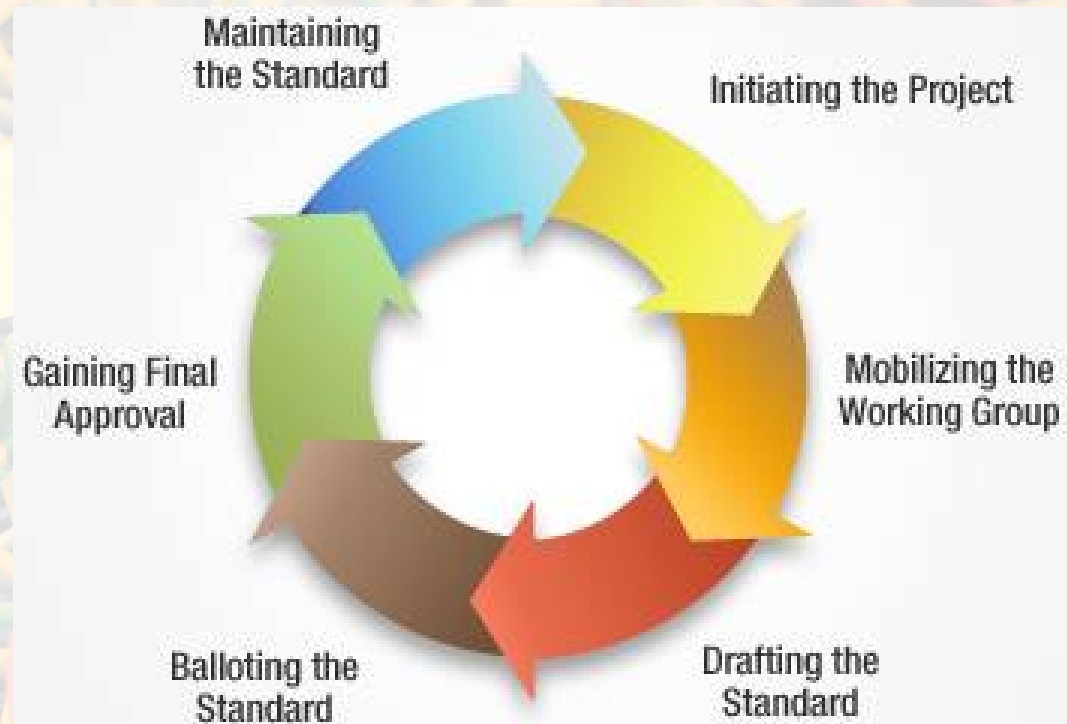 Maintaining
the Standard
Initiating the Project
Mobilizing the
Working Group
Drafting the
Standard
Balloting the
Standard
Gaining Final
Approval